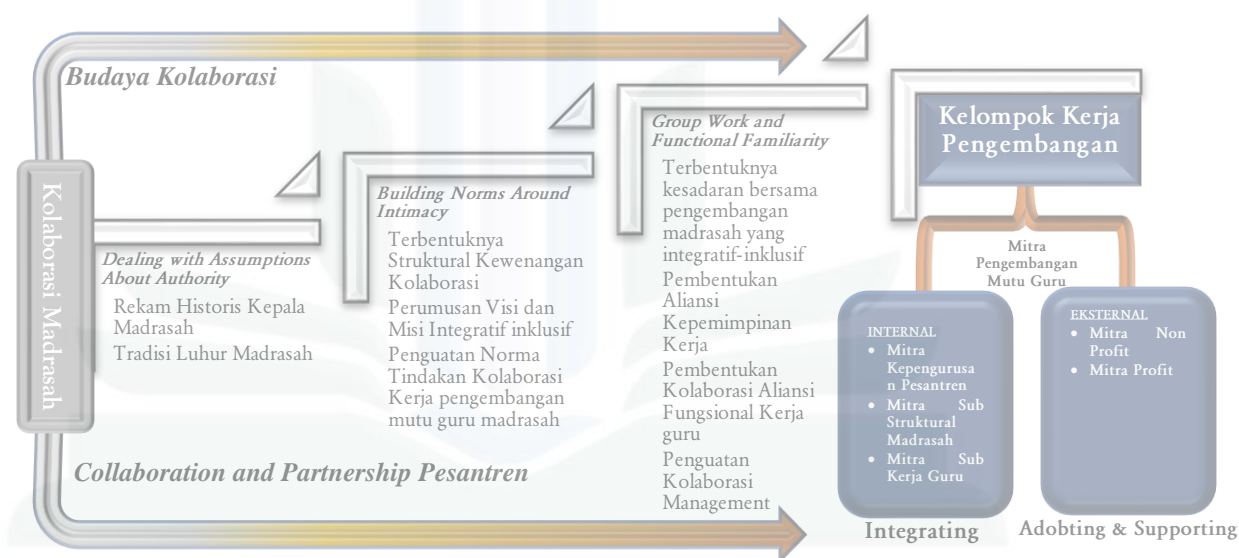 Budaya Kolaborasi
Kolaborasi Madrasah
Dealing with Assumptions
About Authority
Rekam Historis Kepala
Madrasah
Tradisi Luhur Madrasah
Building Norms Around
Intimacy
Terbentuknya
Struktural Kewenangan
Kolaborasi
Perumusan Visi dan
Misi Integratif inklusif
Penguatan Norma
Tindakan Kolaborasi
Kerja pengembangan
mutu guru madrasah
Group Work and
Functional Familiarity
Terbentuknya
kesadaran bersama
pengembangan
madrasah yang
integratif-inklusif
Pembentukan
Aliansi
Kepemimpinan
Kerja
Pembentukan
Kolaborasi Aliansi
Fungsional Kerja
guru
Penguatan
Kolaborasi
Management
Collaboration and Partnership Pesantren
Kelompok Kerja
Pengembangan
Mitra
Pengembangan
Mutu Guru
INTERNAL
• Mitra
Kepengurusa
n Pesantren
• Mitra Sub
Struktural
Madrasah
• Mitra Sub
Kerja Guru
Integrating
EKSTERNAL
• Mitra Non
Profit
• Mitra Profit
Adobting & Supporting